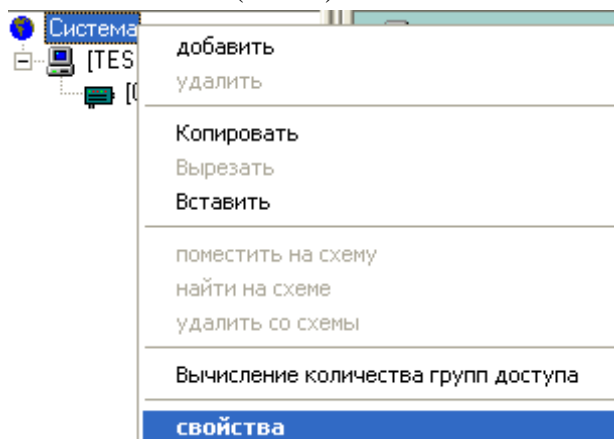 Система
[TES
[0
добавить
удалить
Копировать
Вырезать
Вставить
поместить на схему
найти на схеме
удалить со схемы
Вычисление количества групп доступа
свойства